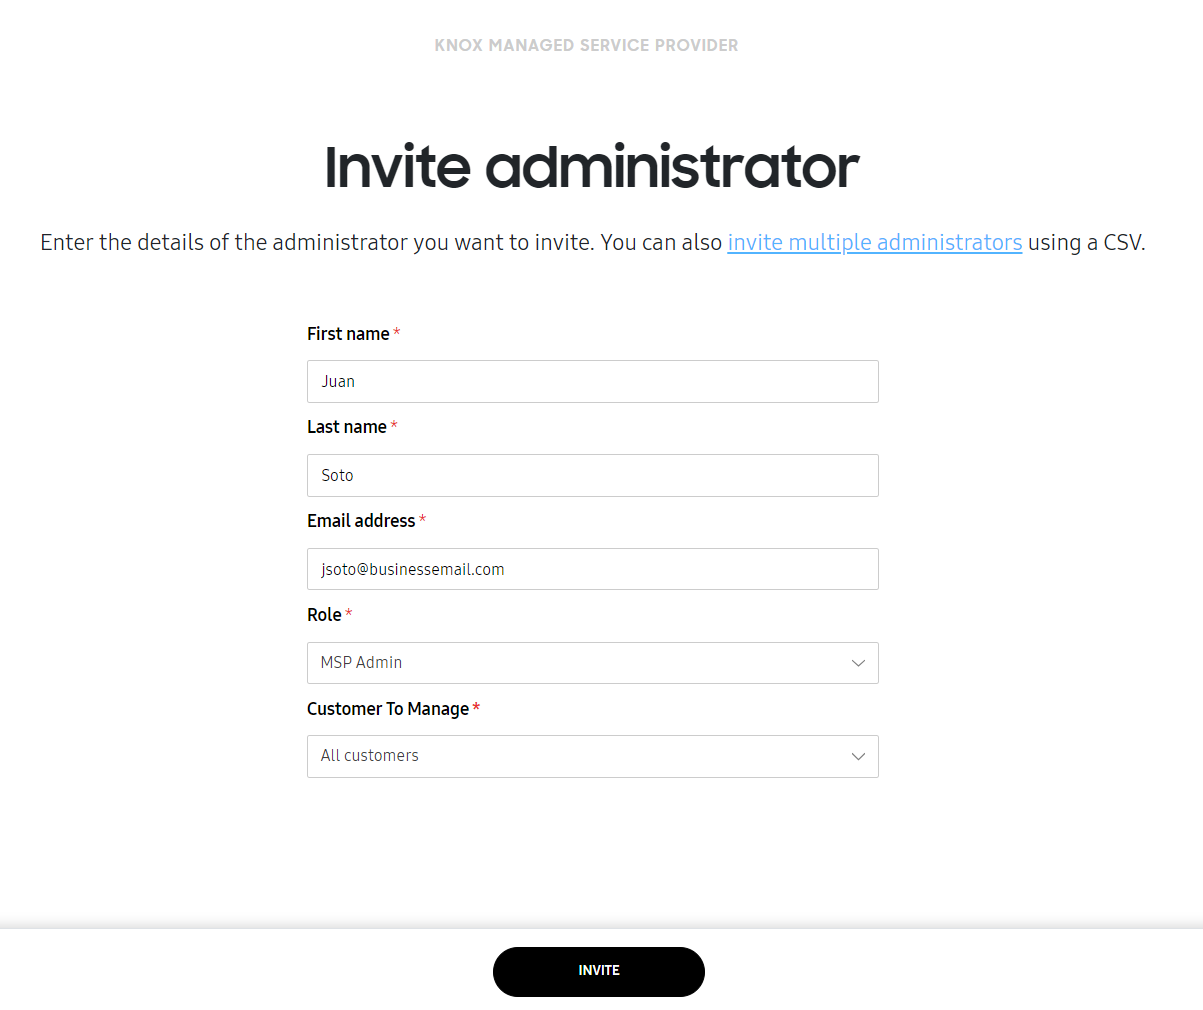 KNOX MANAGED SERVICE PROVIDER
Invite administrator
Enter the details of the administrator you want to invite. You can also invite multiple administrators using a CSV.
First name *
Juan
Last name *
Soto
Email address *
jsoto@businessemail.com
Role *
MSP Admin
Customer To Manage *
All customers
INVITE